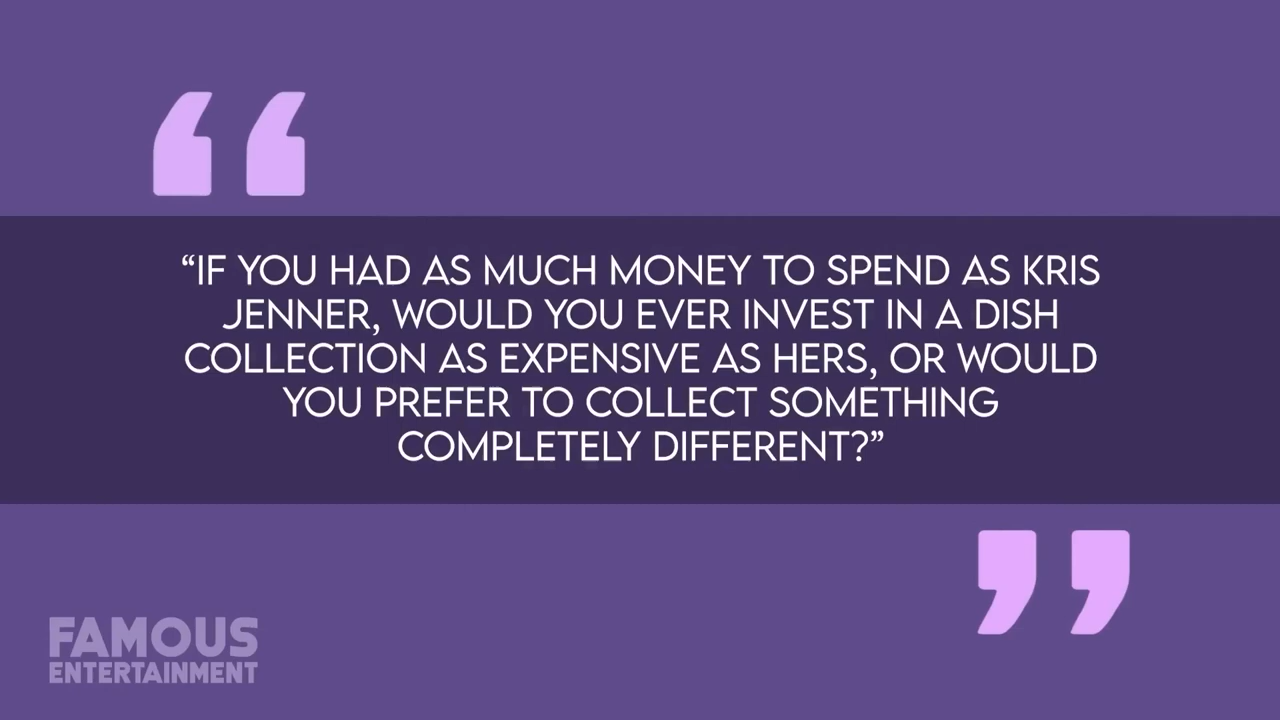 “IF YOU HAD AS MUCH MONEY TO SPEND AS KRIS
JENNER, WOULD YOU EVER INVEST IN A DISH
COLLECTION AS EXPENSIVE AS HERS, OR WOULD
YOU PREFER TO COLLECT SOMETHING
COMPLETELY DIFFERENT?”
FAMOUS
ENTERTAINMENT